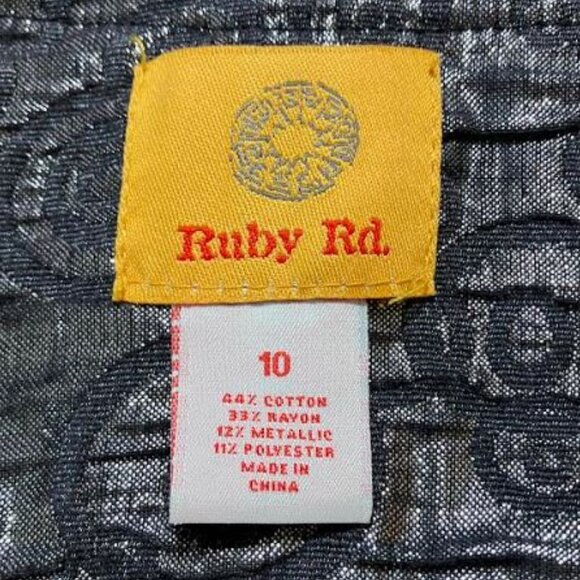 Ruby Rd.
10
44% COTTON
33% RAYON
12% METALLIC
11% POLYESTER
MADE IN
CHINA